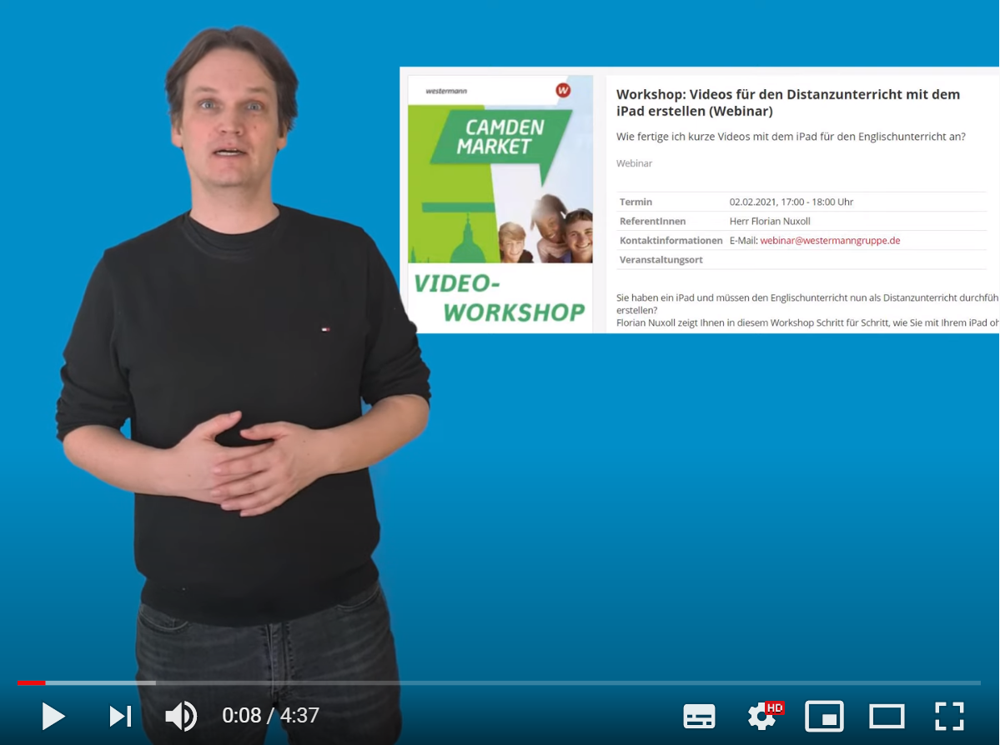 westermann
W
CAMDEN
MARKET
VIDEO-
WORKSHOP
Workshop: Videos für den Distanzunterricht mit dem
iPad erstellen (Webinar)
Wie fertige ich kurze Videos mit dem iPad für den Englischunterricht an?
Webinar
Termin 02.02.2021, 17:00 - 18:00 Uhr
ReferentInnen Herr Florian Nuxoll
Kontaktinformationen E-Mail: webinar@westermanngruppe.de
Veranstaltungsort
Sie haben ein iPad und müssen den Englischunterricht nun als Distanzunterricht durchfüh
erstellen?
Florian Nuxoll zeigt Ihnen in diesem Workshop Schritt für Schritt, wie Sie mit Ihrem iPad oh
0:08 / 4:37
HD